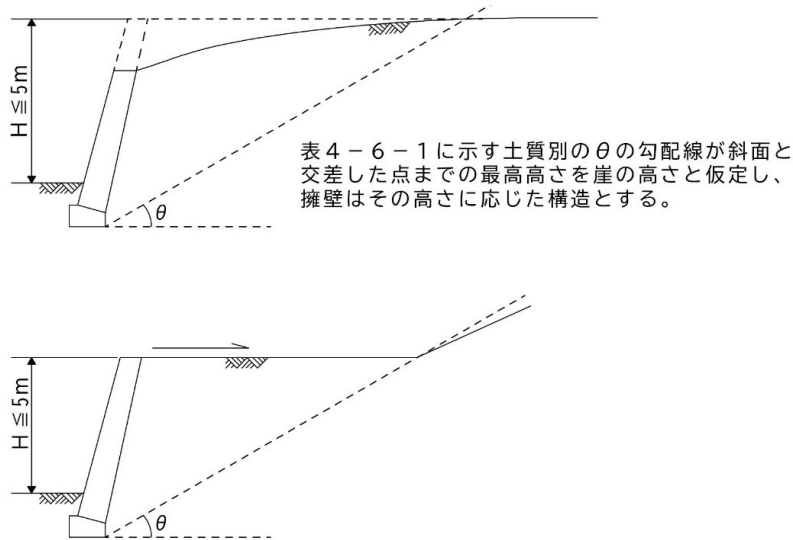 H≦5m
表4－6－1に示す土質別のθの勾配線が斜面と
交差した点までの最高高さを崖の高さと仮定し、
擁壁はその高さに応じた構造とする。
θ
H≦5m
θ